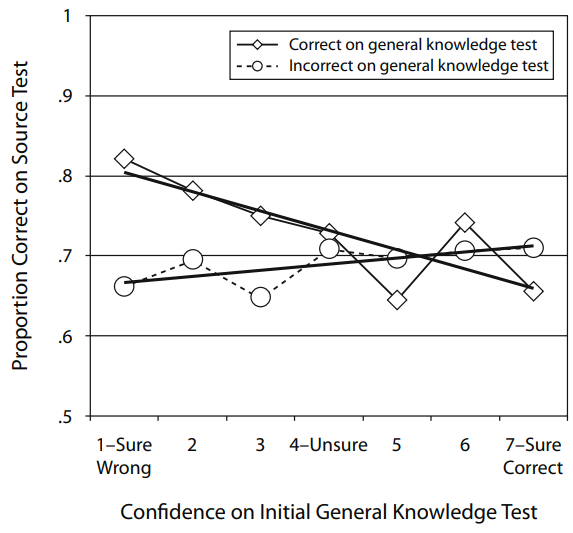 Correct on general knowledge test
Incorrect on general knowledge test
Proportion Correct on Source Test
1
.9
.8
.7
.6
.5
1–Sure Wrong
2
3
4–Unsure
5
6
7–Sure Correct
Confidence on Initial General Knowledge Test